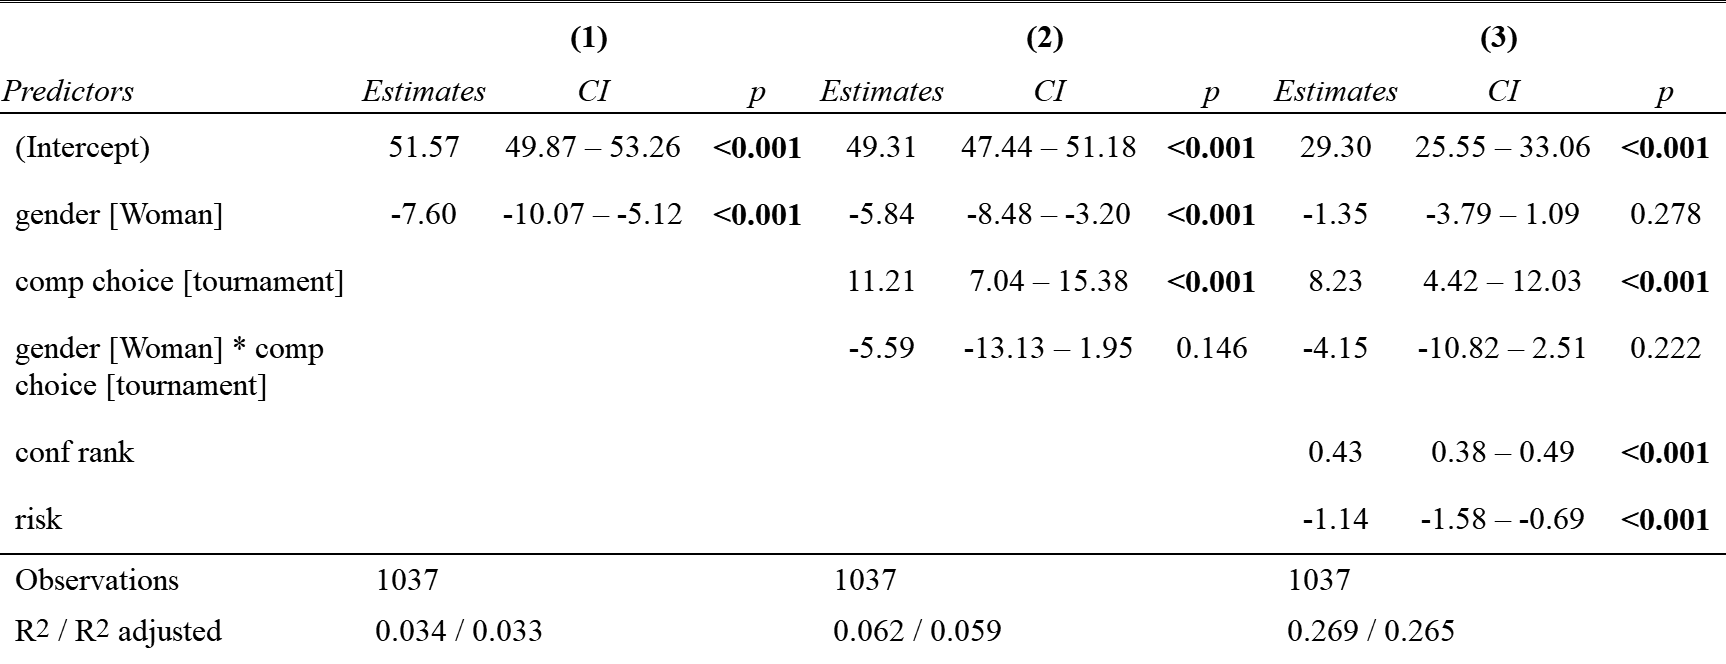 (1) (2) (3)
Predictors Estimates CI p Estimates CI p Estimates CI p
(Intercept) 51.57 49.87 – 53.26 <0.001 49.31 47.44 – 51.18 <0.001 29.30 25.55 – 33.06 <0.001
gender [Woman] -7.60 -10.07 – -5.12 <0.001 -5.84 -8.48 – -3.20 <0.001 -1.35 -3.79 – 1.09 0.278
comp choice [tournament] 11.21 7.04 – 15.38 <0.001 8.23 4.42 – 12.03 <0.001
gender [Woman] * comp -5.59 -13.13 – 1.95 0.146 -4.15 -10.82 – 2.51 0.222
choice [tournament]
conf rank 0.43 0.38 – 0.49 <0.001
risk -1.14 -1.58 – -0.69 <0.001
Observations 1037 1037 1037
R2 / R2 adjusted 0.034 / 0.033 0.062 / 0.059 0.269 / 0.265